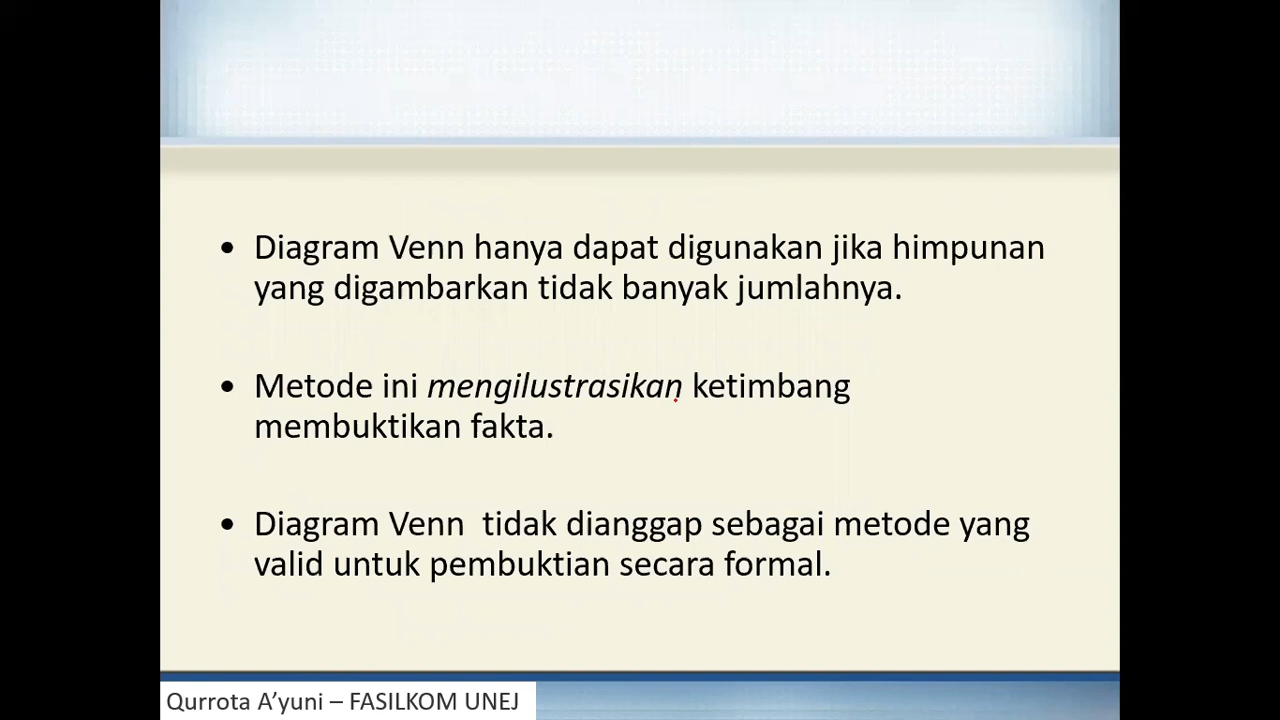 • Diagram Venn hanya dapat digunakan jika himpunan
yang digambarkan tidak banyak jumlahnya.
• Metode ini mengilustrasikan ketimbang
membuktikan fakta.
• Diagram Venn tidak dianggap sebagai metode yang
valid untuk pembuktian secara formal.
Qurrota A’yuni – FASILKOM UNEJ